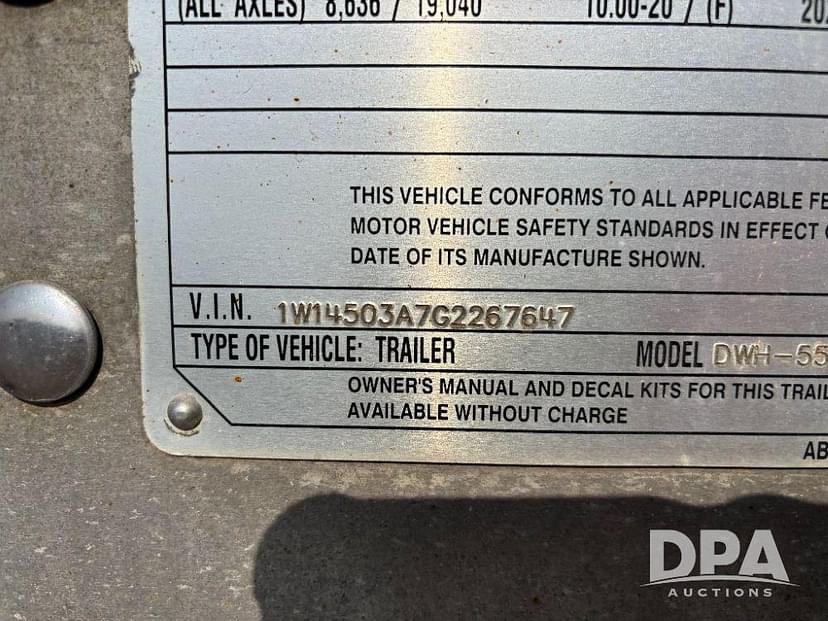 (ALL AXLES) 8,636 / 19,040 10.00-20 / (F)
THIS VEHICLE CONFORMS TO ALL APPLICABLE FE
MOTOR VEHICLE SAFETY STANDARDS IN EFFECT
DATE OF ITS MANUFACTURE SHOWN.
V.I.N. 1W14503A7G2267647
TYPE OF VEHICLE: TRAILER MODEL DWH-55
OWNER'S MANUAL AND DECAL KITS FOR THIS TRAIL
AVAILABLE WITHOUT CHARGE
AB
DPA
AUCTIONS